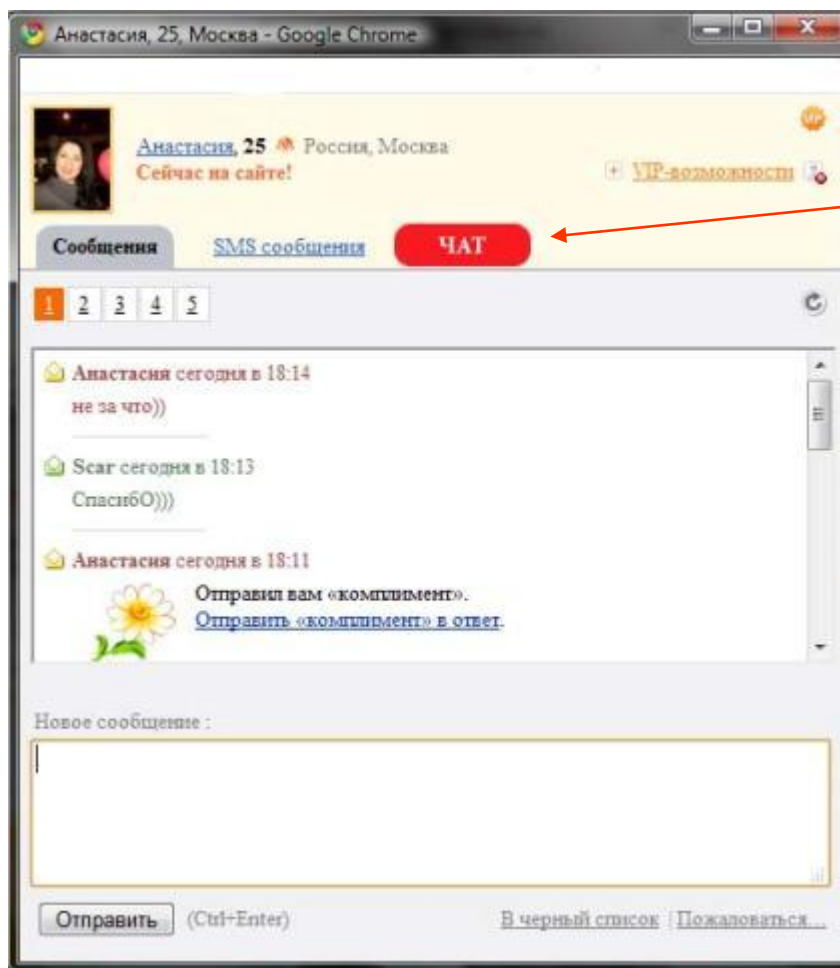 Анастасия, 25, Москва - Google Chrome
VIP
Анастасия, 25 Россия, Москва
Сейчас на сайте!
VIP-возможности
Сообщения SMS сообщения ЧАТ
1 2 3 4 5
Анастасия сегодня в 18:14
не за что))
Scar сегодня в 18:13
СпасибО)))
Анастасия сегодня в 18:11
Отправил вам «комплимент».
Отправить «комплимент» в ответ.
Новое сообщение :
Отправить (Ctrl+Enter) В черный список | Пожаловаться...